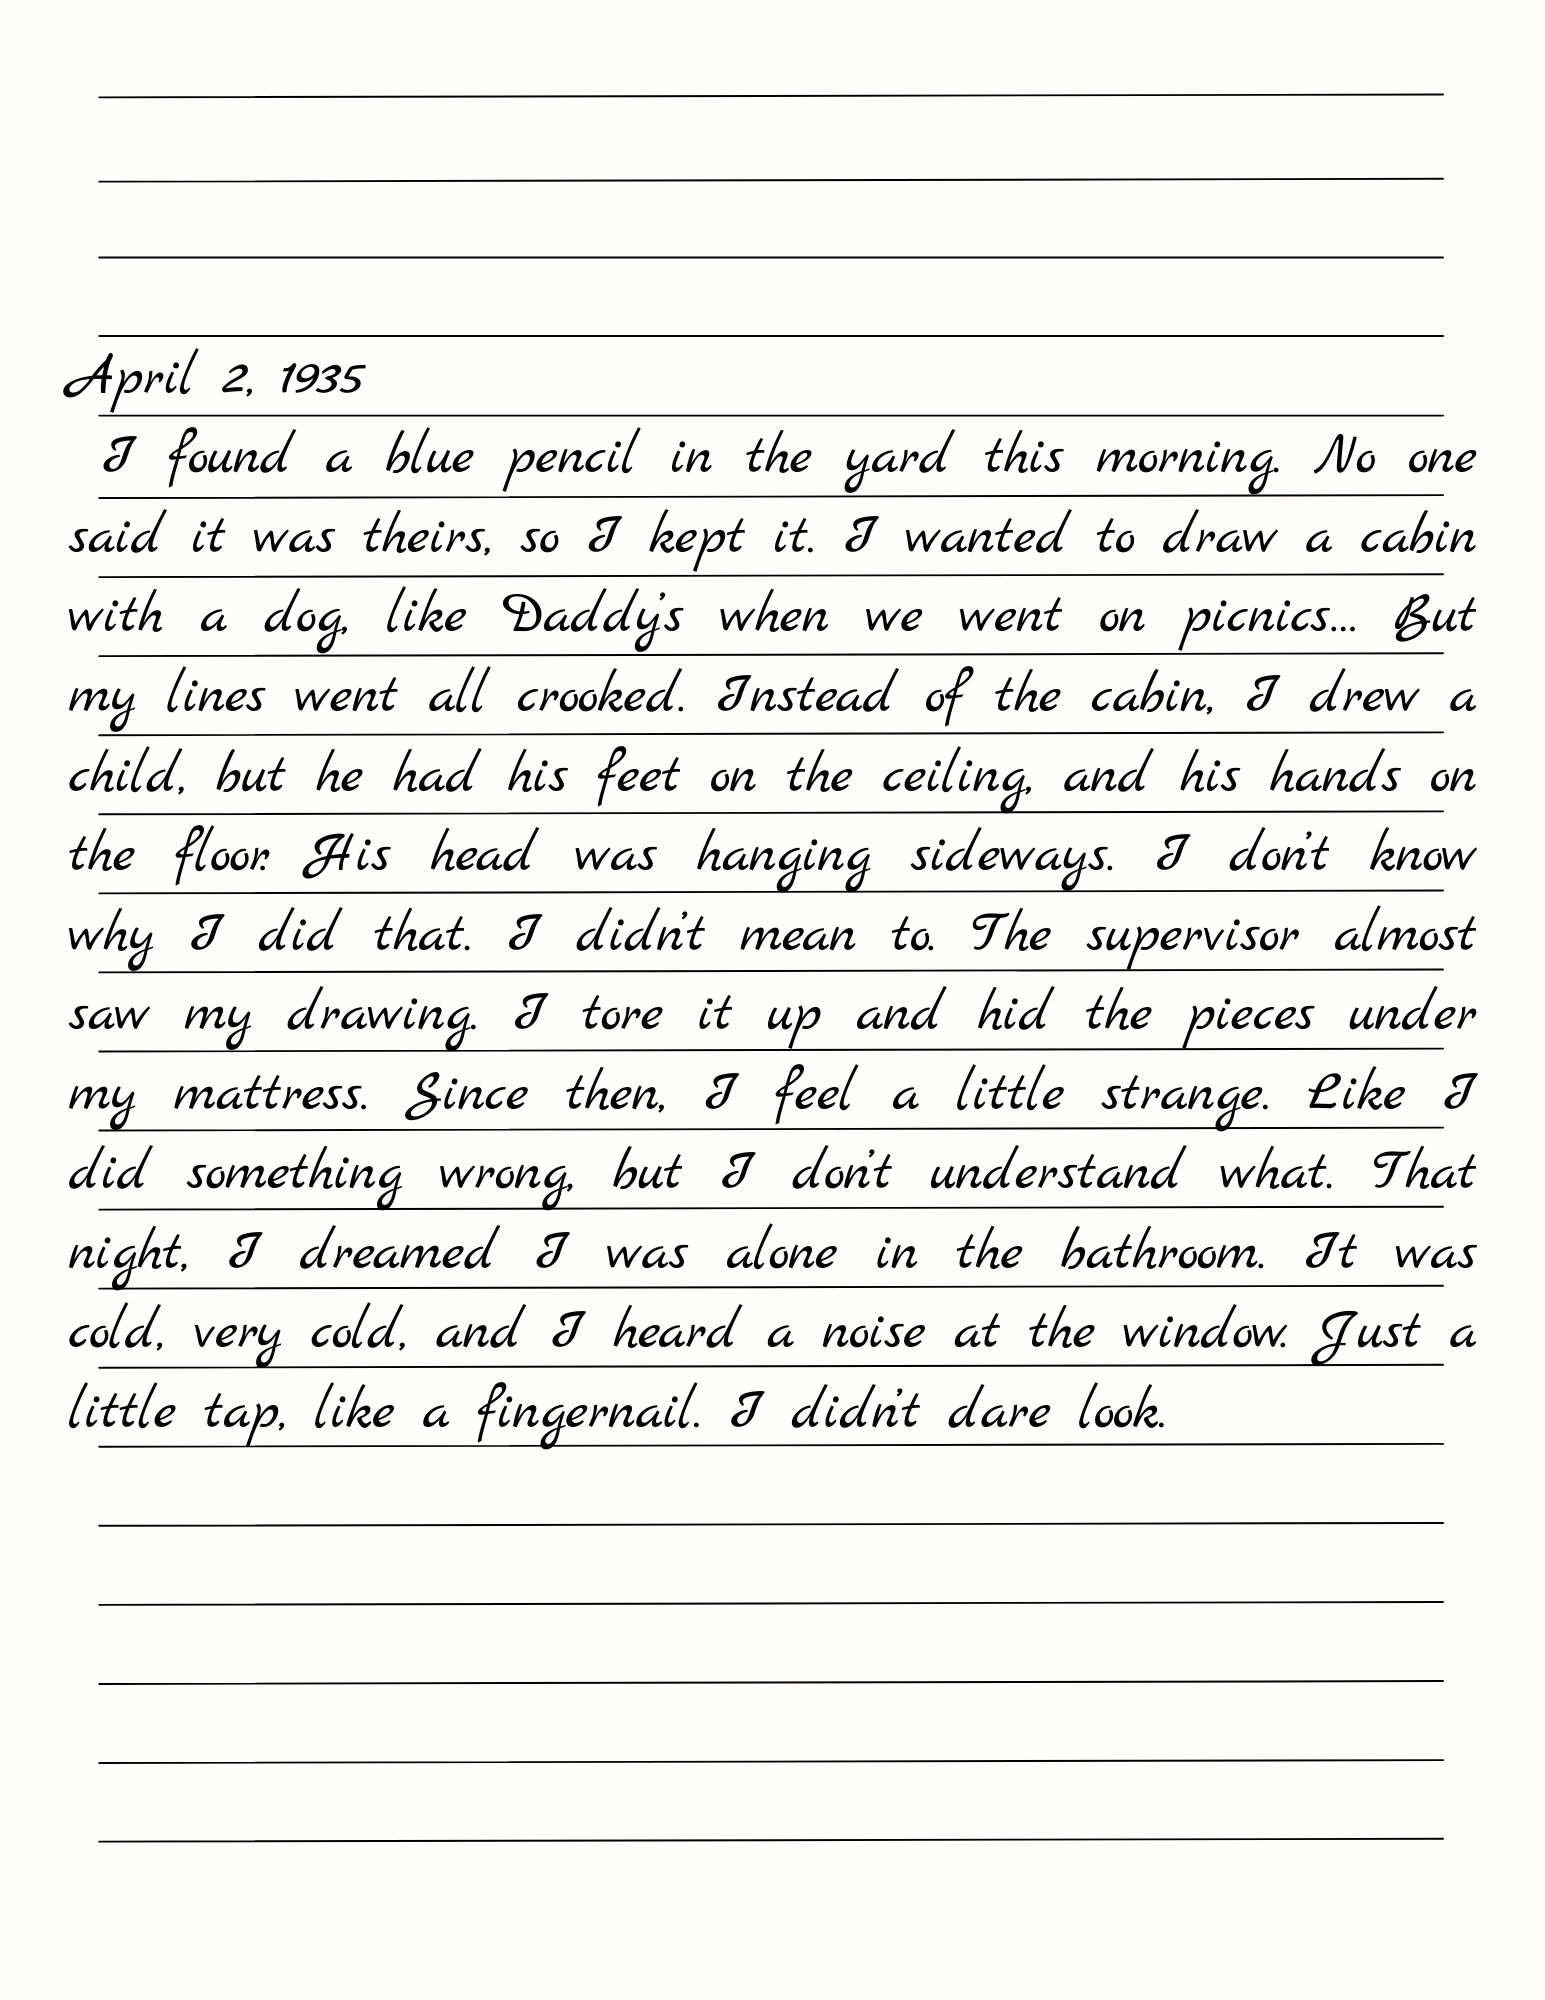 April 2, 1935
I found a blue pencil in the yard this morning. No one
said it was theirs, so I kept it. I wanted to draw a cabin
with a dog, like Daddy's when we went on picnics... But
my lines went all crooked. Instead of the cabin, I drew a
child, but he had his feet on the ceiling, and his hands on
the floor. His head was hanging sideways. I don't know
why I did that. I didn't mean to. The supervisor almost
saw my drawing. I tore it up and hid the pieces under
my mattress. Since then, I feel a little strange. Like I
did something wrong, but I don't understand what. That
night, I dreamed I was alone in the bathroom. It was
cold, very cold, and I heard a noise at the window. Just a
little tap, like a fingernail. I didn't dare look.